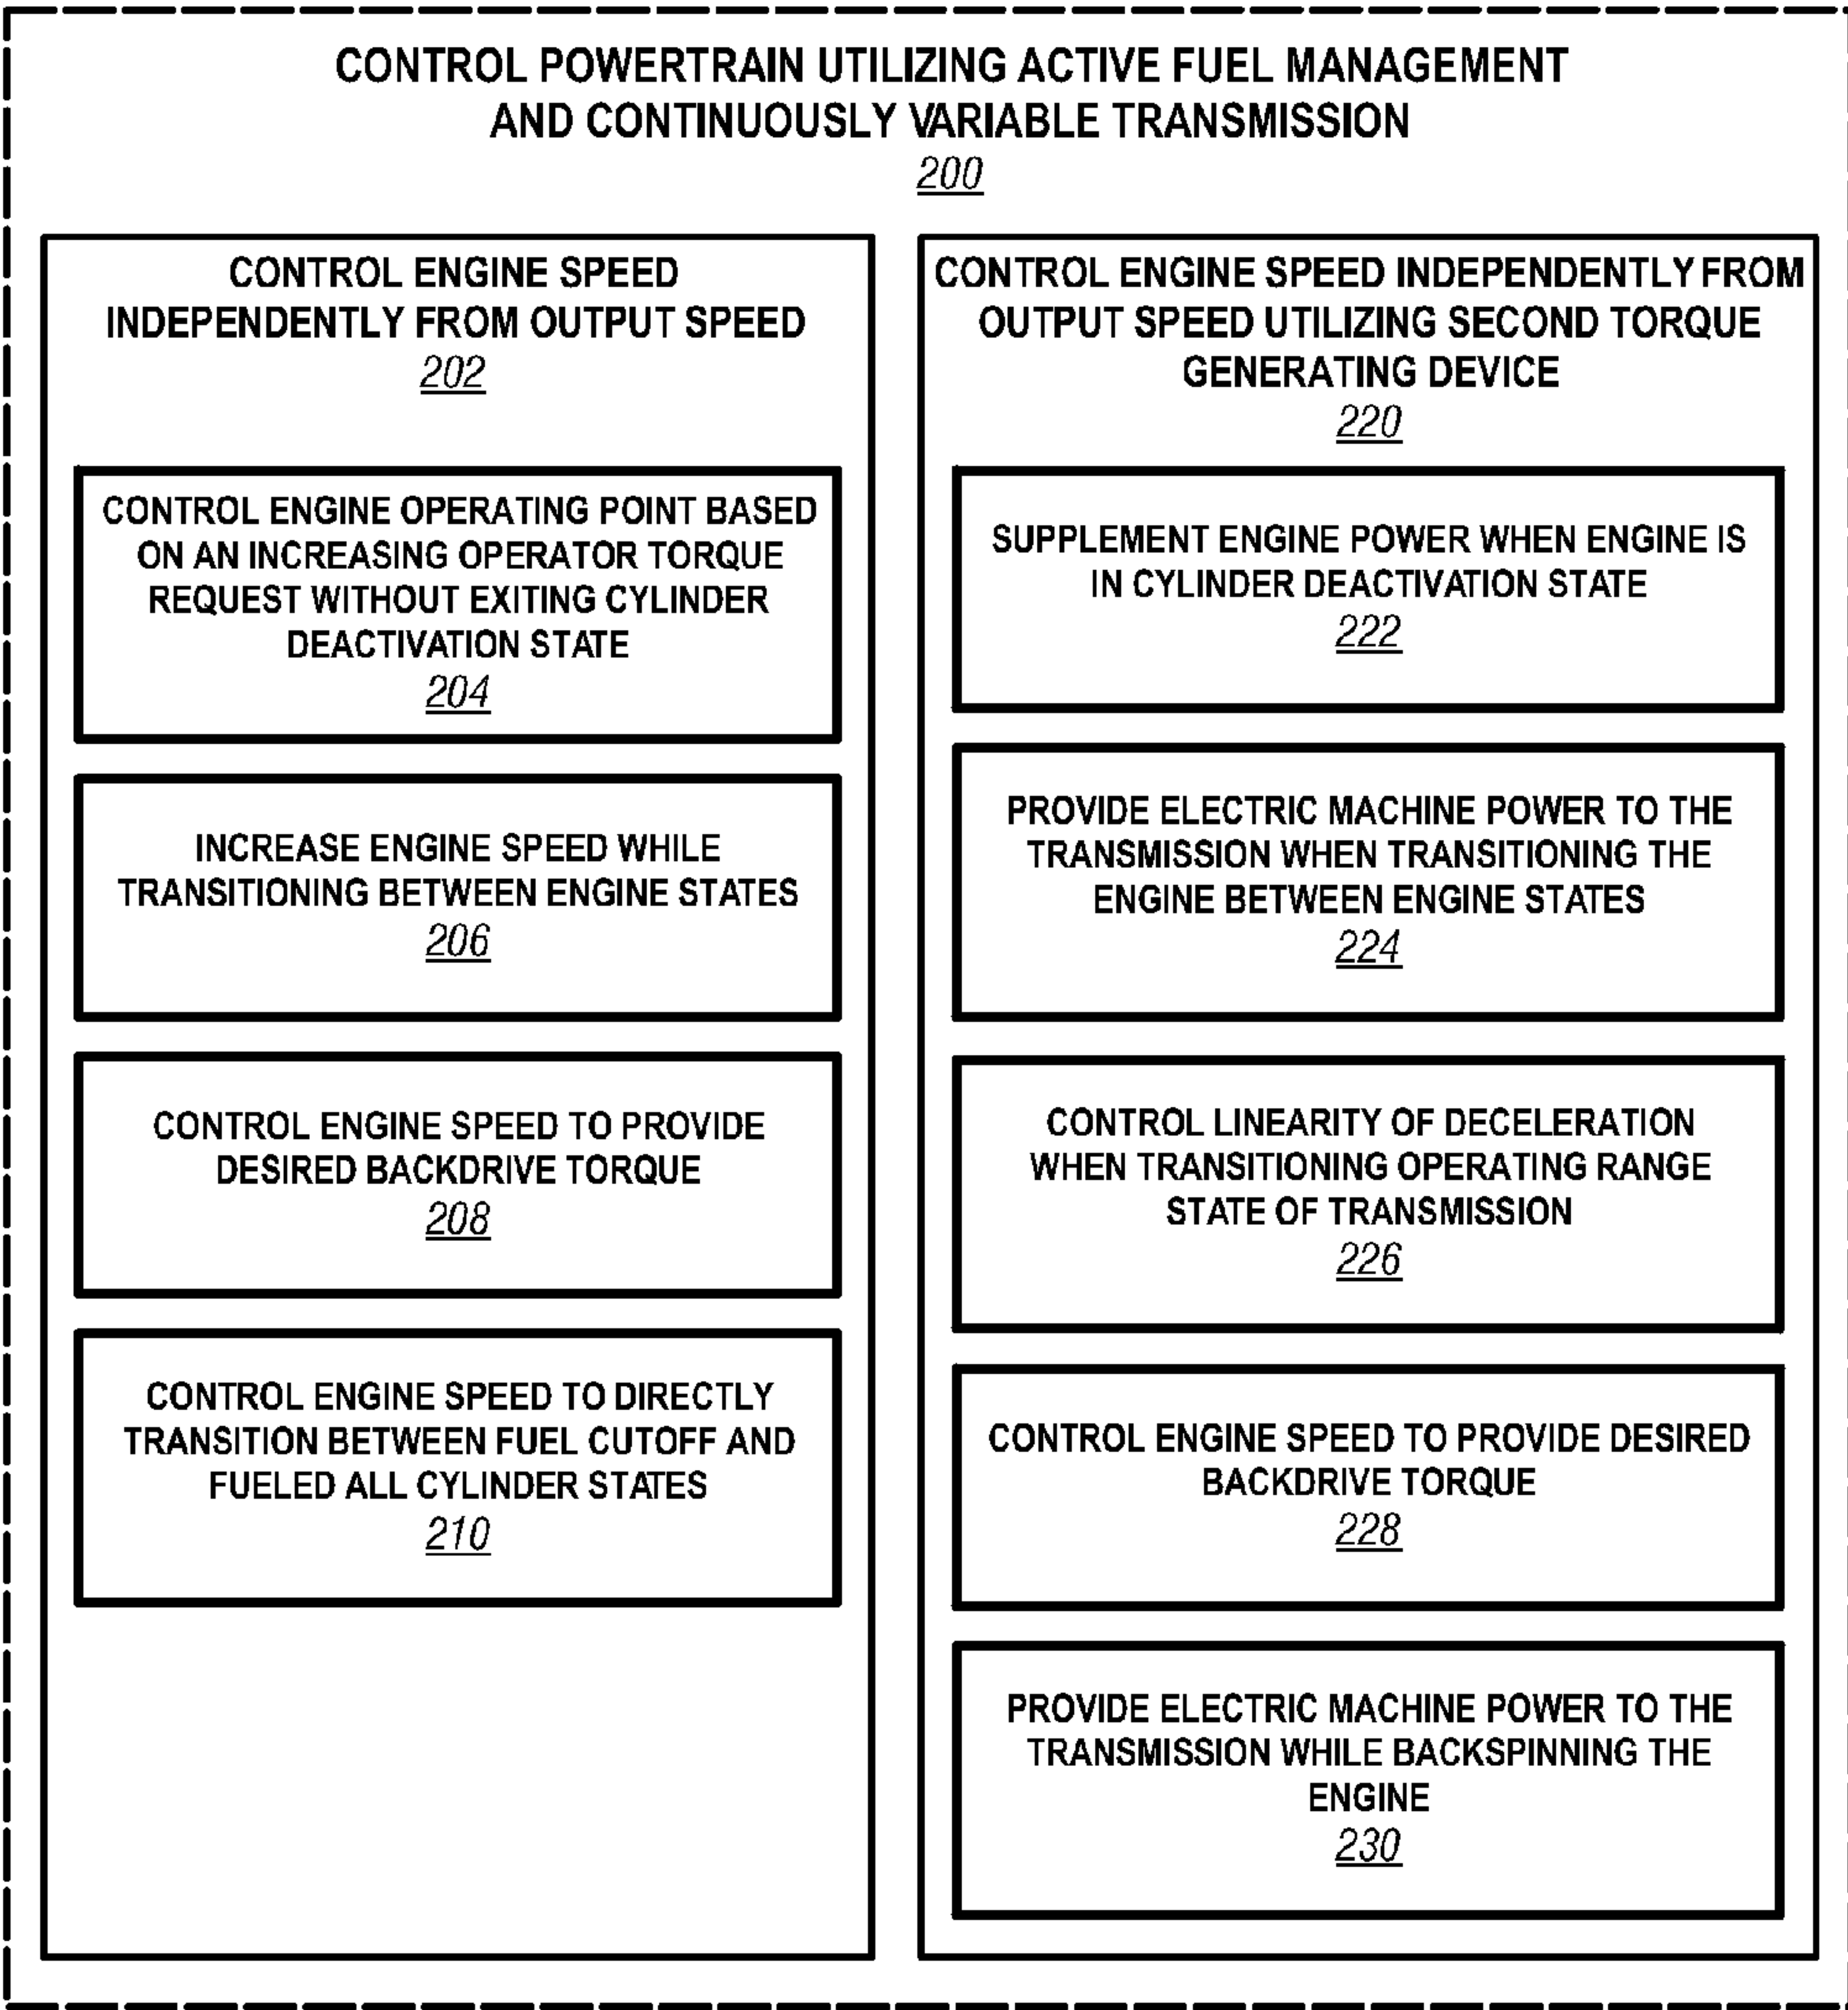 CONTROL POWERTRAIN UTILIZING ACTIVE FUEL MANAGEMENT
AND CONTINUOUSLY VARIABLE TRANSMISSION
200
CONTROL ENGINE SPEED
INDEPENDENTLY FROM OUTPUT SPEED
202
CONTROL ENGINE OPERATING POINT BASED
ON AN INCREASING OPERATOR TORQUE
REQUEST WITHOUT EXITING CYLINDER
DEACTIVATION STATE
204
INCREASE ENGINE SPEED WHILE
TRANSITIONING BETWEEN ENGINE STATES
206
CONTROL ENGINE SPEED TO PROVIDE
DESIRED BACKDRIVE TORQUE
208
CONTROL ENGINE SPEED TO DIRECTLY
TRANSITION BETWEEN FUEL CUTOFF AND
FUELED ALL CYLINDER STATES
210
CONTROL ENGINE SPEED INDEPENDENTLY FROM
OUTPUT SPEED UTILIZING SECOND TORQUE
GENERATING DEVICE
220
SUPPLEMENT ENGINE POWER WHEN ENGINE IS
IN CYLINDER DEACTIVATION STATE
222
PROVIDE ELECTRIC MACHINE POWER TO THE
TRANSMISSION WHEN TRANSITIONING THE
ENGINE BETWEEN ENGINE STATES
224
CONTROL LINEARITY OF DECELERATION
WHEN TRANSITIONING OPERATING RANGE
STATE OF TRANSMISSION
226
CONTROL ENGINE SPEED TO PROVIDE DESIRED
BACKDRIVE TORQUE
228
PROVIDE ELECTRIC MACHINE POWER TO THE
TRANSMISSION WHILE BACKSPINNING THE
ENGINE
230